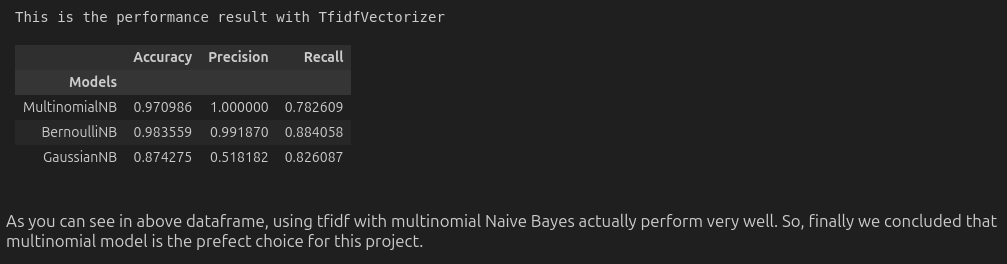 This is the performance result with TfidfVectorizer
Accuracy Precision Recall
Models
MultinomialNB 0.970986 1.000000 0.782609
BernoulliNB 0.983559 0.991870 0.884058
GaussianNB 0.874275 0.518182 0.826087
As you can see in above dataframe, using tfidf with multinomial Naive Bayes actually perform very well. So, finally we concluded that
multinomial model is the prefect choice for this project.